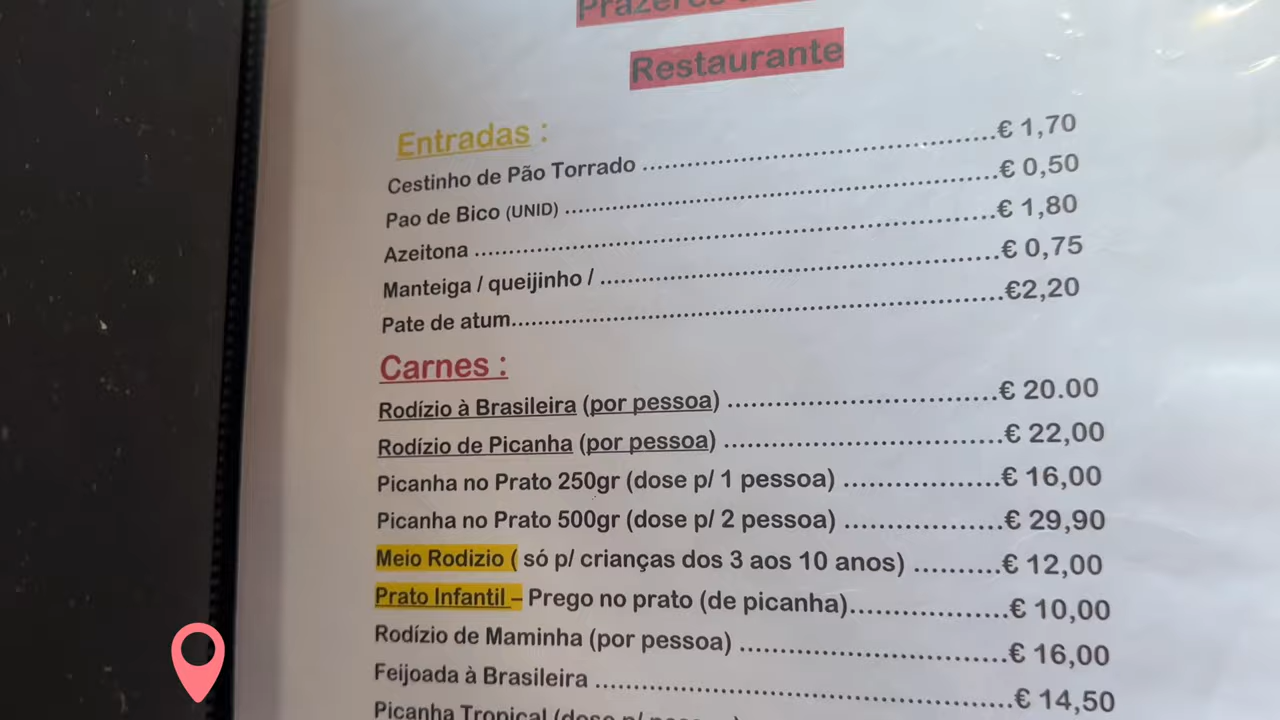 Prazeres
Restaurante
Entradas :
Cestinho de Pão Torrado ..........................................€ 1,70
Pao de Bico (UNID) ..................................................€ 0,50
Azeitona ..............................................................€ 1,80
Manteiga / queijinho / ...............................................€ 0,75
Pate de atum..........................................................€2,20
Carnes :
Rodízio à Brasileira (por pessoa) ................................€ 20.00
Rodízio de Picanha (por pessoa) .................................€ 22,00
Picanha no Prato 250gr (dose p/ 1 pessoa) ...................€ 16,00
Picanha no Prato 500gr (dose p/ 2 pessoa) ...................€ 29,90
Meio Rodizio ( só p/ crianças dos 3 aos 10 anos) ..........€ 12,00
Prato Infantil – Prego no prato (de picanha)...................€ 10,00
Rodízio de Maminha (por pessoa) ................................€ 16,00
Feijoada à Brasileira ................................................€ 14,50
Picanha Tropical (dose p/